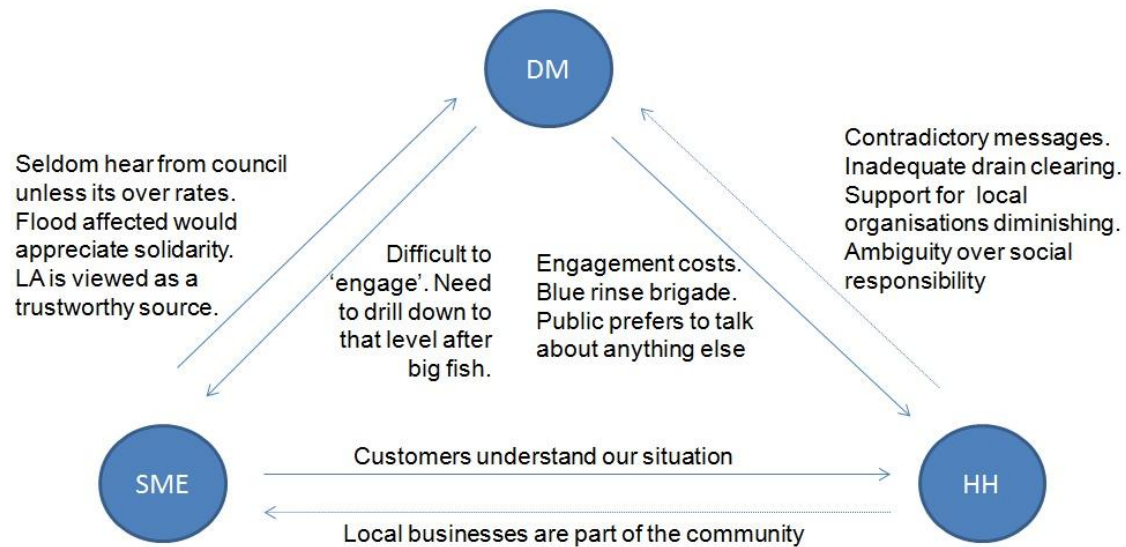 DM
Seldom hear from council
unless its over rates.
Flood affected would
appreciate solidarity.
LA is viewed as a
trustworthy source.
Difficult to
‘engage’. Need
to drill down to
that level after
big fish.
Engagement costs.
Blue rinse brigade.
Public prefers to talk
about anything else
Contradictory messages.
Inadequate drain clearing.
Support for local
organisations diminishing.
Ambiguity over social
responsibility
SME
Customers understand our situation
HH
Local businesses are part of the community